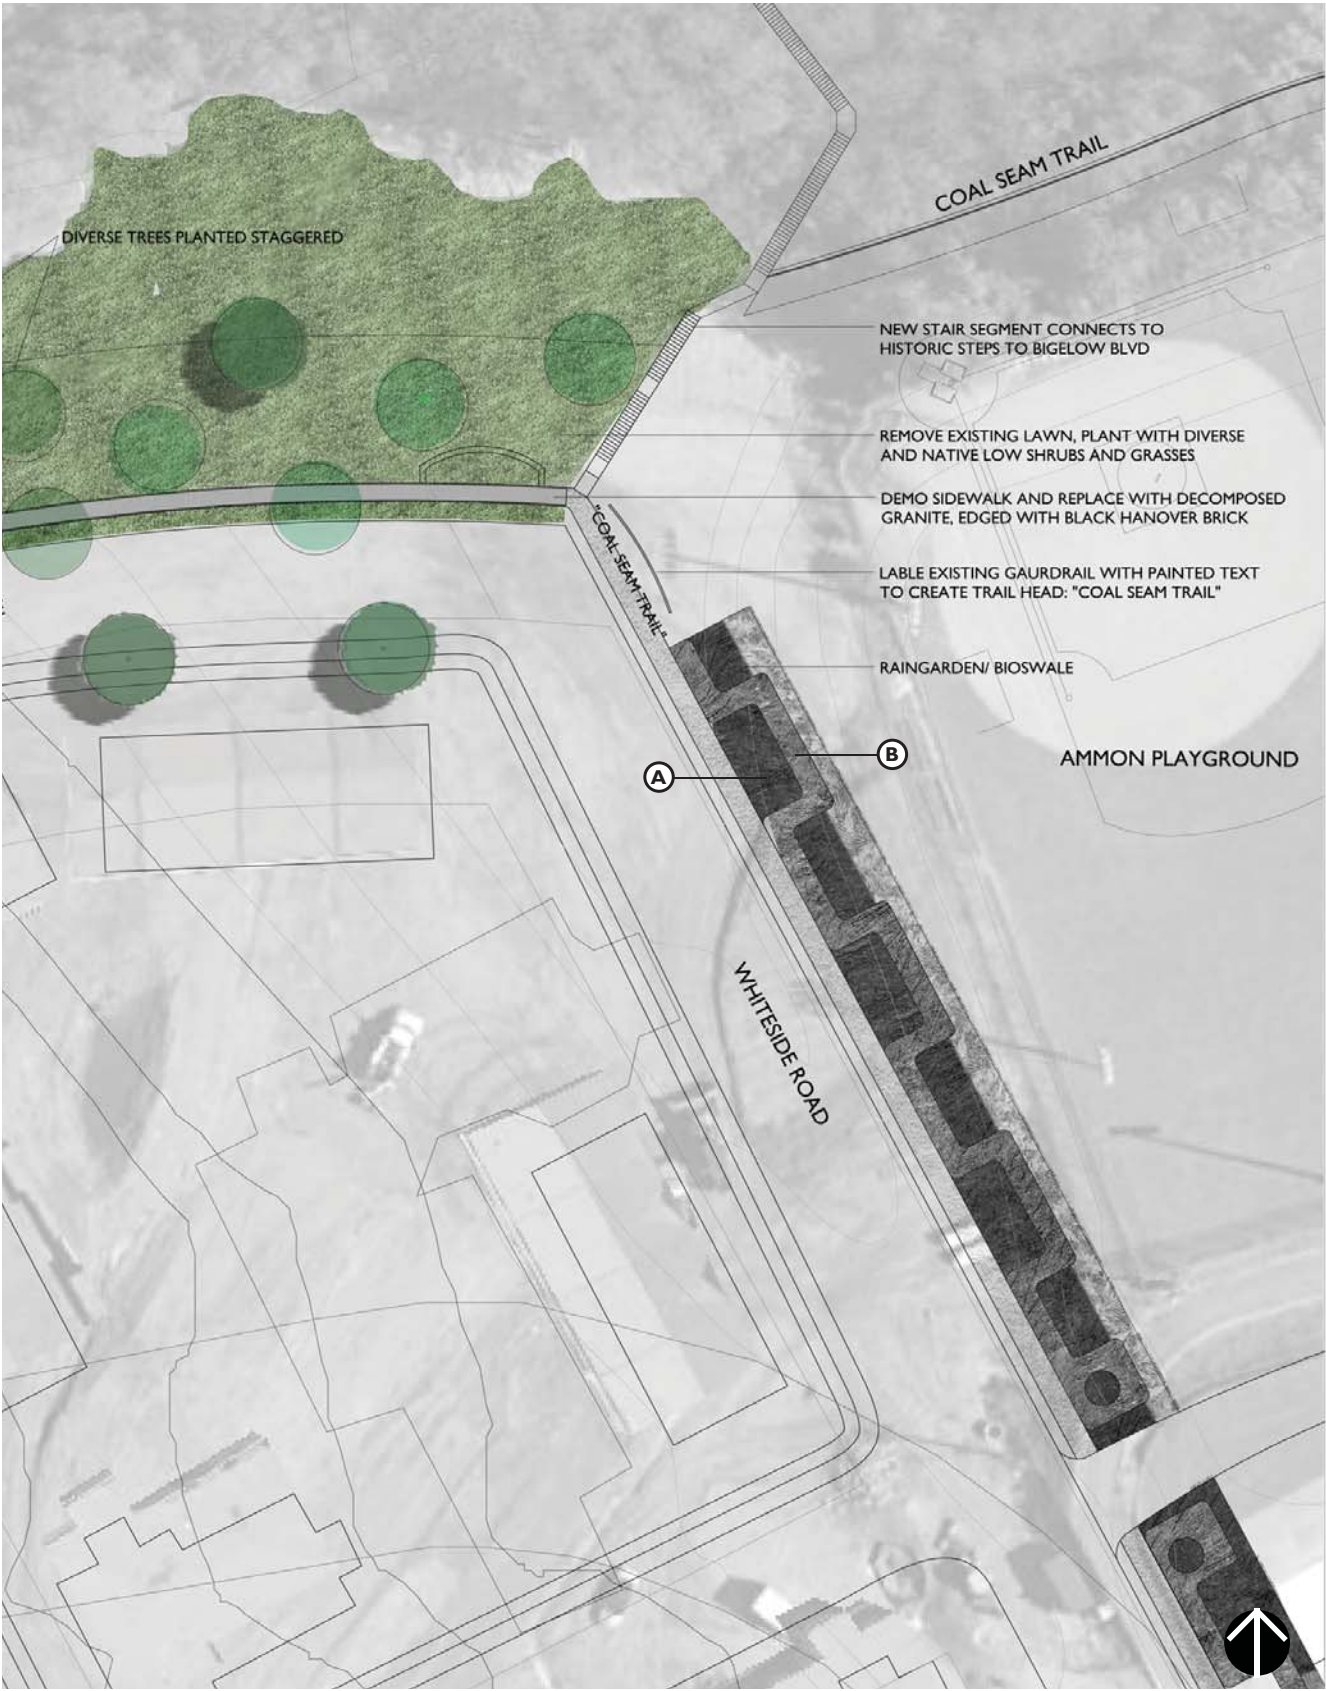 COAL SEAM TRAIL
DIVERSE TREES PLANTED STAGGERED
NEW STAIR SEGMENT CONNECTS TO
HISTORIC STEPS TO BIGELOW BLVD
REMOVE EXISTING LAWN, PLANT WITH DIVERSE
AND NATIVE LOW SHRUBS AND GRASSES
DEMO SIDEWALK AND REPLACE WITH DECOMPOSED
GRANITE, EDGED WITH BLACK HANOVER BRICK
"COAL SEAM TRAIL"
LABLE EXISTING GAURDRAIL WITH PAINTED TEXT
TO CREATE TRAIL HEAD: "COAL SEAM TRAIL"
RAINGARDEN/ BIOSWALE
AMMON PLAYGROUND
B
A
WHITESIDE ROAD